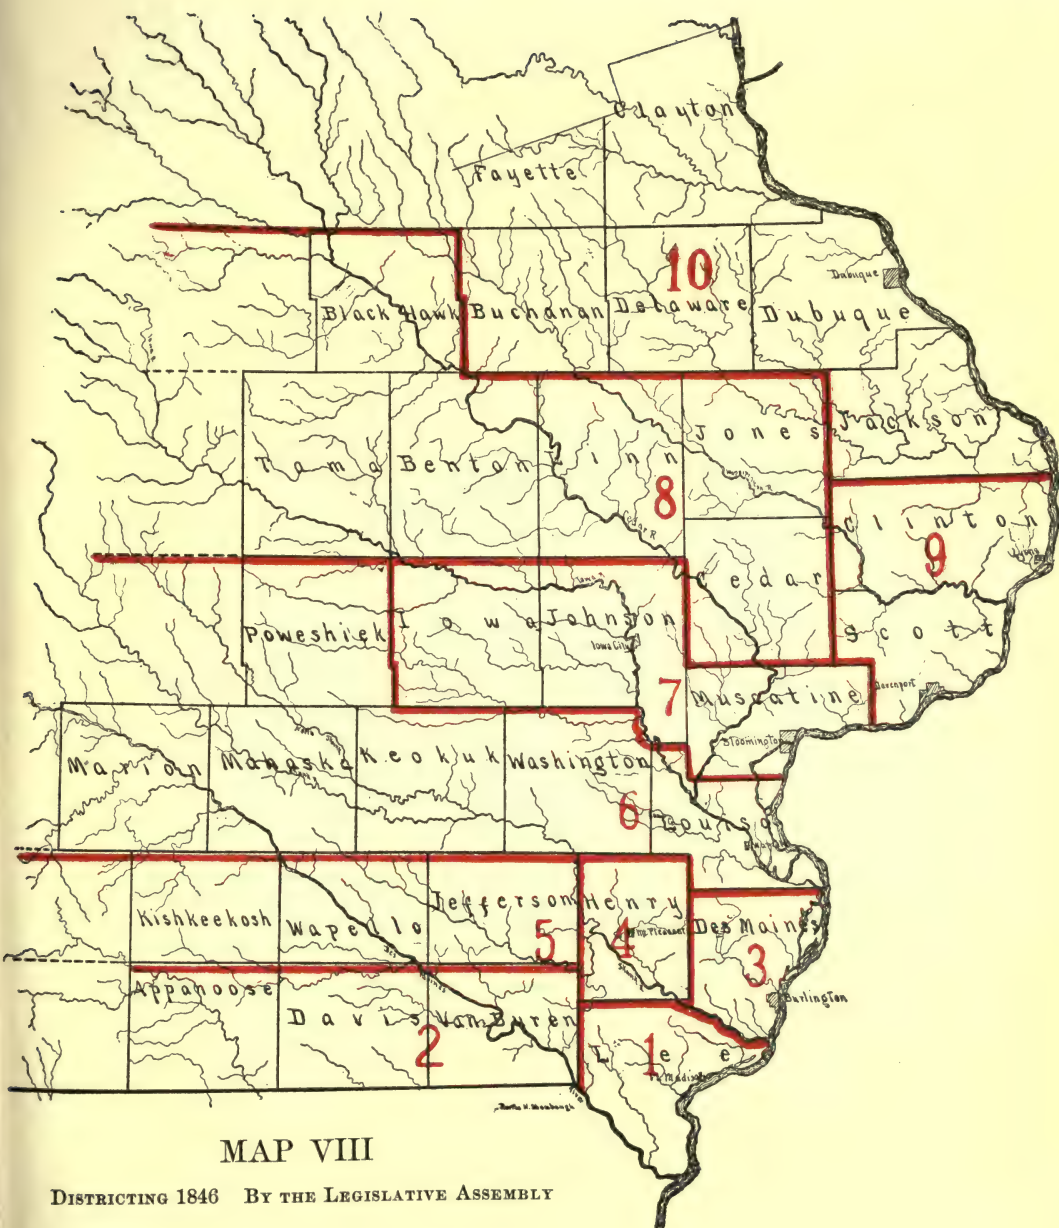 Clayton
Fayette
10
Dubuque
Black Hawk
Buchanan
Delaware
Dubuque
Tama
Benton
Linn
Jones
Jackson
8
Cedar R
Clinton
9
Poweshiek
Iowa
Johnson
Iowa City
Cedar
Scott
7
Muscatine
Davenport
Bloomington
Marion
Mahaska
Keokuk
Washington
6
Louisa
Kishkeekosh
Wapello
Jefferson
5
Henry
4
Mt. Pleasant
Des Maines
3
Burlington
Appanoose
Davis
Van Buren
2
Lee
1
Ft Madison
MAP VIII
DISTRICTING 1846 BY THE LEGISLATIVE ASSEMBLY